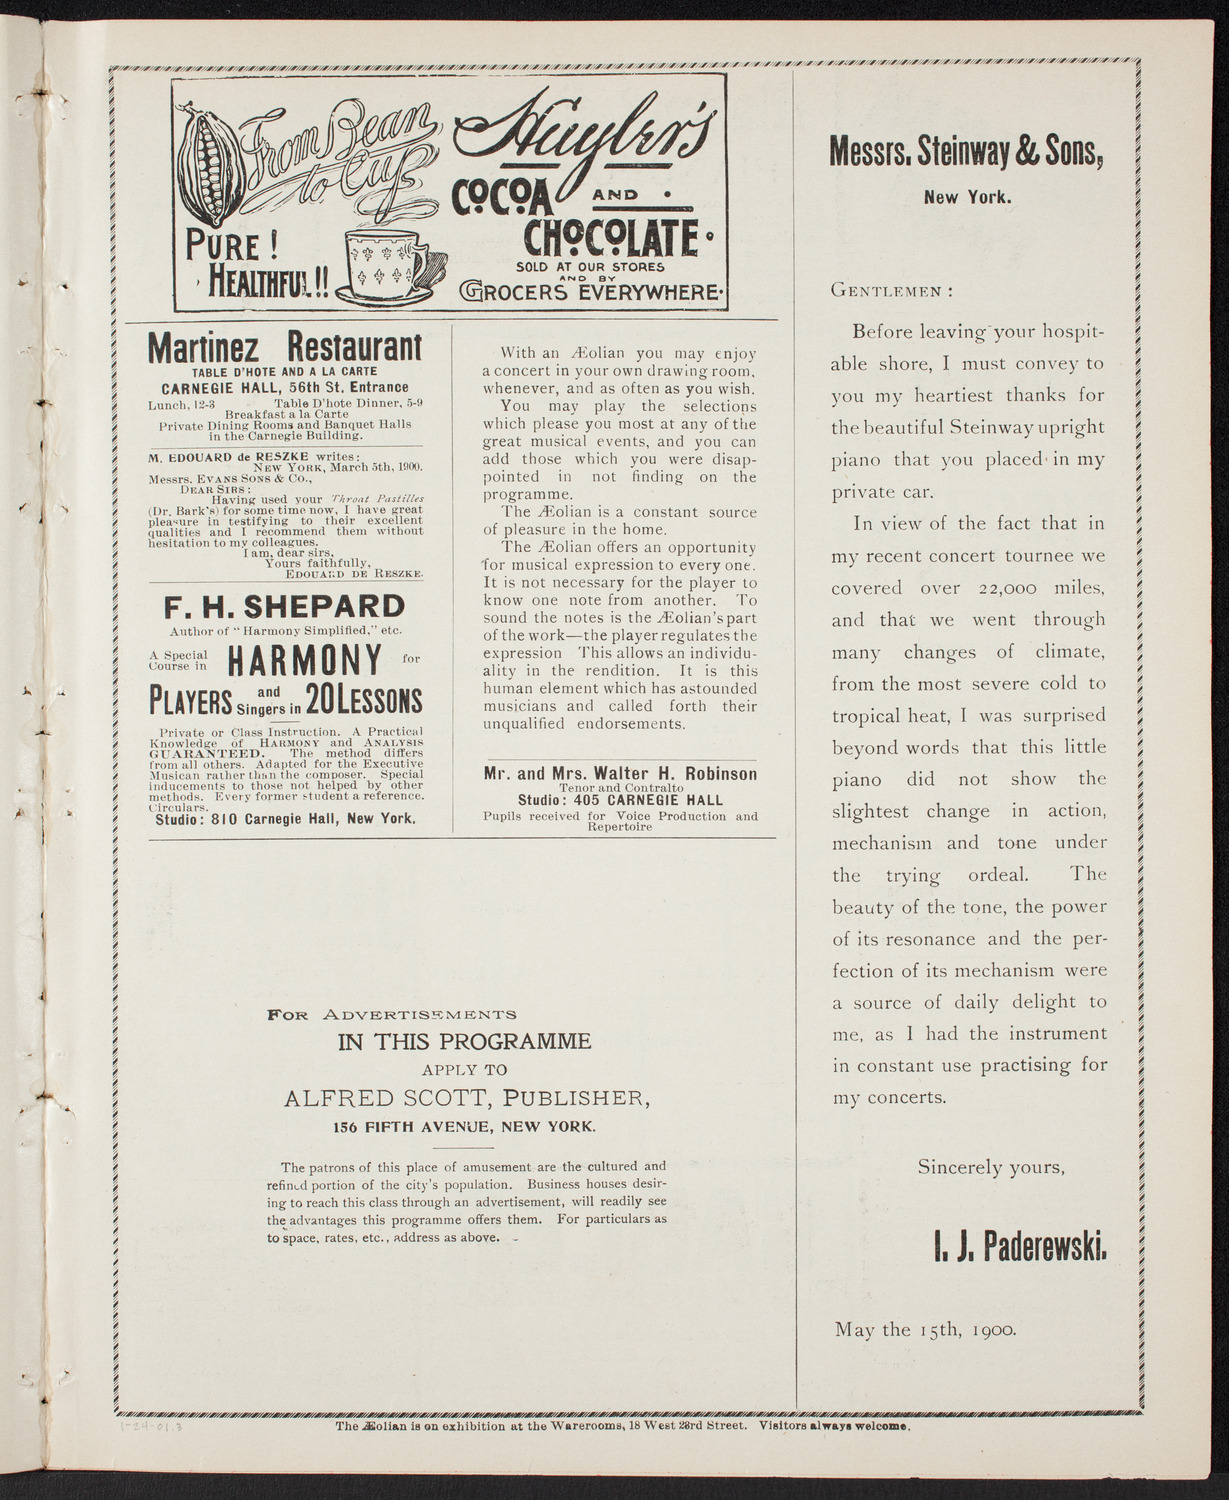 From Bean
to Cup
Huyler's
COCOA AND
CHOCOLATE.
PURE!
HEALTHFUL!!
SOLD AT OUR STORES
AND BY
GROCERS EVERYWHERE.
Martinez Restaurant
TABLE D'HOTE AND A LA CARTE
CARNEGIE HALL, 56th St. Entrance
Lunch, 12-3 Table D'hote Dinner, 5-9
Breakfast a la Carte
Private Dining Rooms and Banquet Halls
in the Carnegie Building.
M. EDOUARD de RESZKE writes:
NEW YORK, March 5th, 1900.
Messrs. EVANS SONS & Co.,
DEAR SIRS:
Having used your Throat Pastilles
(Dr. Bark's) for some time now, I have great
pleasure in testifying to their excellent
qualities and I recommend them without
hesitation to my colleagues.
I am, dear sirs,
Yours faithfully,
EDOUARD DE RESZKE.
F. H. SHEPARD
Author of "Harmony Simplified," etc.
A Special
Course in HARMONY for
PLAYERS and
Singers in 20 LESSONS
Private or Class Instruction. A Practical
Knowledge of HARMONY and ANALYSIS
GUARANTEED. The method differs
from all others. Adapted for the Executive
Musican rather than the composer. Special
inducements to those not helped by other
methods. Every former student a reference.
Circulars.
Studio: 810 Carnegie Hall, New York.
With an Æolian you may enjoy
a concert in your own drawing room,
whenever, and as often as you wish.
You may play the selections
which please you most at any of the
great musical events, and you can
add those which you were disap-
pointed in not finding on the
programme.
The Æolian is a constant source
of pleasure in the home.
The Æolian offers an opportunity
for musical expression to every one.
It is not necessary for the player to
know one note from another. To
sound the notes is the Æolian's part
of the work—the player regulates the
expression This allows an individu-
ality in the rendition. It is this
human element which has astounded
musicians and called forth their
unqualified endorsements.
Mr. and Mrs. Walter H. Robinson
Tenor and Contralto
Studio: 405 CARNEGIE HALL
Pupils received for Voice Production and
Repertoire
FOR ADVERTISEMENTS
IN THIS PROGRAMME
APPLY TO
ALFRED SCOTT, PUBLISHER,
156 FIFTH AVENUE, NEW YORK.
The patrons of this place of amusement are the cultured and
refined portion of the city's population. Business houses desir-
ing to reach this class through an advertisement, will readily see
the advantages this programme offers them. For particulars as
to space, rates, etc., address as above.
Messrs. Steinway & Sons,
New York.
GENTLEMEN:
Before leaving your hospit-
able shore, I must convey to
you my heartiest thanks for
the beautiful Steinway upright
piano that you placed in my
private car.
In view of the fact that in
my recent concert tournee we
covered over 22,000 miles,
and that we went through
many changes of climate,
from the most severe cold to
tropical heat, I was surprised
beyond words that this little
piano did not show the
slightest change in action,
mechanism and tone under
the trying ordeal. The
beauty of the tone, the power
of its resonance and the per-
fection of its mechanism were
a source of daily delight to
me, as I had the instrument
in constant use practising for
my concerts.
Sincerely yours,
I. J. Paderewski.
May the 15th, 1900.
1-24-01.3
The Æolian is on exhibition at the Warerooms, 18 West 23rd Street. Visitors always welcome.